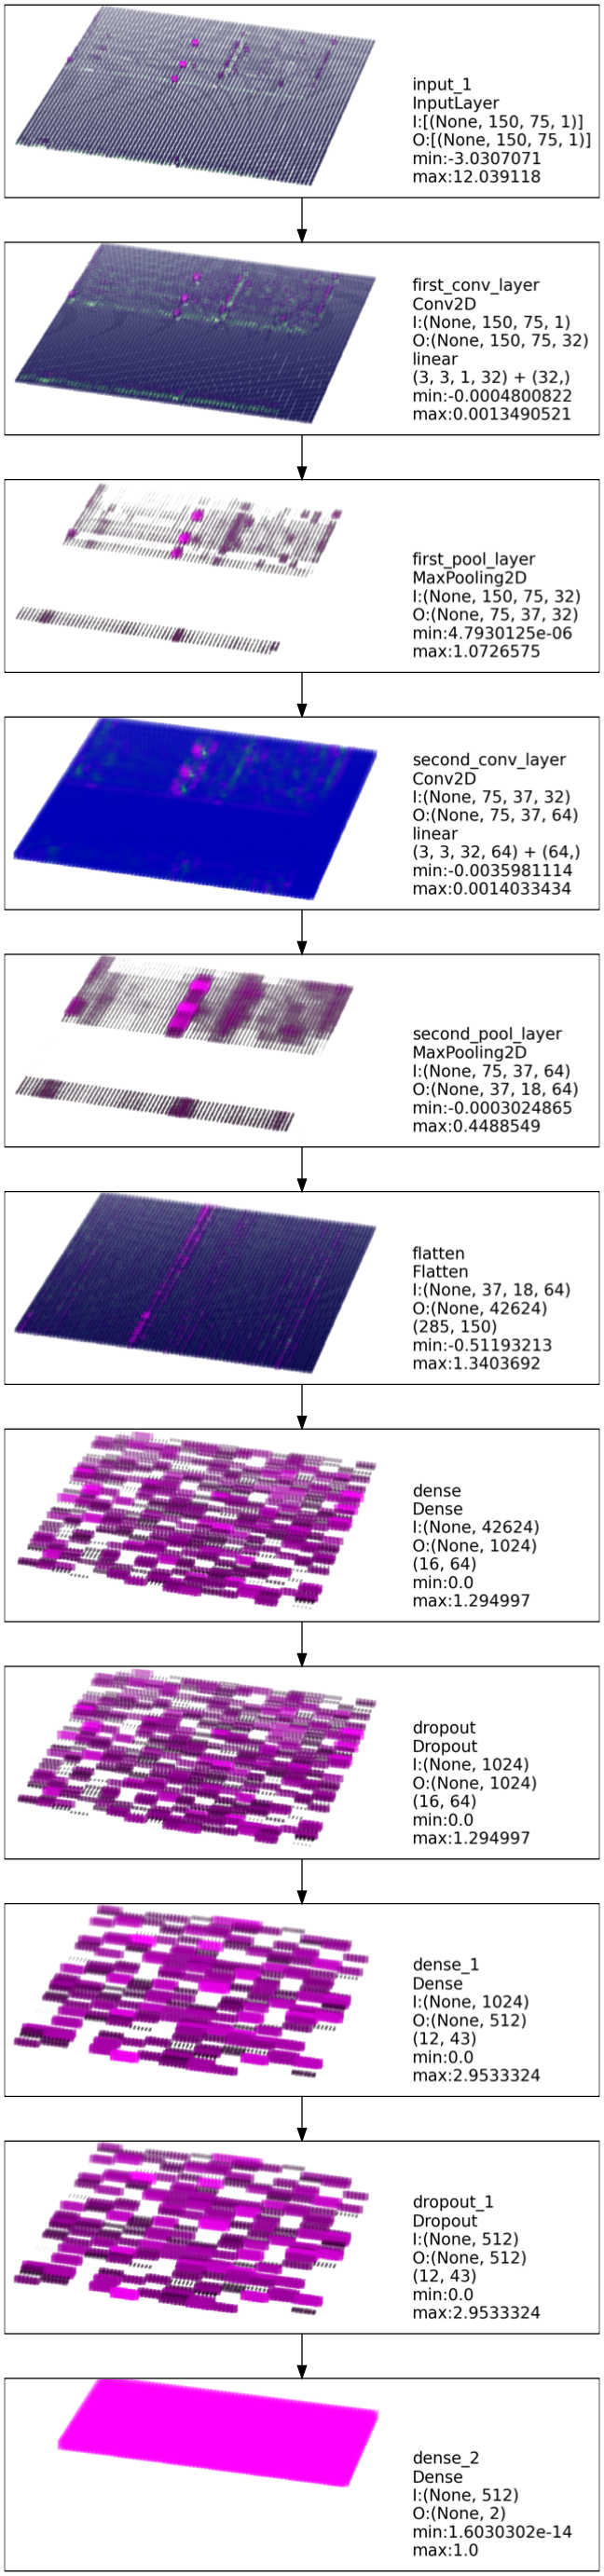 input_1
InputLayer
I:[(None, 150, 75, 1)]
O:[(None, 150, 75, 1)]
min:-3.0307071
max:12.039118
first_conv_layer
Conv2D
I:(None, 150, 75, 1)
O:(None, 150, 75, 32)
linear
(3, 3, 1, 32) + (32,)
min:-0.0004800822
max:0.0013490521
first_pool_layer
MaxPooling2D
I:(None, 150, 75, 32)
O:(None, 75, 37, 32)
min:4.7930125e-06
max:1.0726575
second_conv_layer
Conv2D
I:(None, 75, 37, 32)
O:(None, 75, 37, 64)
linear
(3, 3, 32, 64) + (64,)
min:-0.0035981114
max:0.0014033434
second_pool_layer
MaxPooling2D
I:(None, 75, 37, 64)
O:(None, 37, 18, 64)
min:-0.0003024865
max:0.4488549
flatten
Flatten
I:(None, 37, 18, 64)
O:(None, 42624)
(285, 150)
min:-0.51193213
max:1.3403692
dense
Dense
I:(None, 42624)
O:(None, 1024)
(16, 64)
min:0.0
max:1.294997
dropout
Dropout
I:(None, 1024)
O:(None, 1024)
(16, 64)
min:0.0
max:1.294997
dense_1
Dense
I:(None, 1024)
O:(None, 512)
(12, 43)
min:0.0
max:2.9533324
dropout_1
Dropout
I:(None, 512)
O:(None, 512)
(12, 43)
min:0.0
max:2.9533324
dense_2
Dense
I:(None, 512)
O:(None, 2)
min:1.6030302e-14
max:1.0